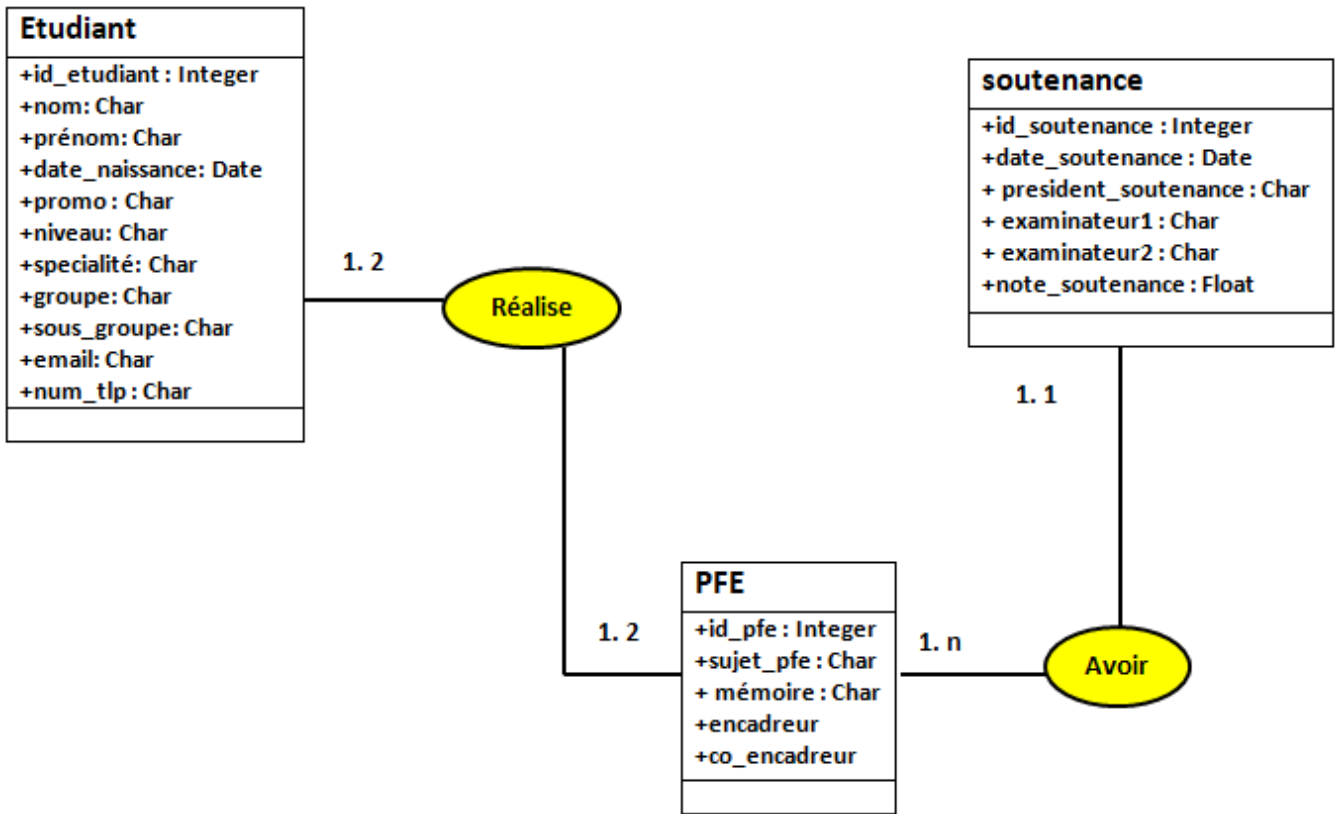 Etudiant
+id_etudiant : Integer
+nom: Char
+prénom: Char
+date_naissance: Date
+promo : Char
+niveau: Char
+specialité: Char
+groupe: Char
+sous_groupe: Char
+email: Char
+num_tlp : Char
1. 2
Réalise
soutenance
+id_soutenance : Integer
+date_soutenance : Date
+ president_soutenance : Char
+ examinateur1 : Char
+ examinateur2 : Char
+note_soutenance : Float
1. 1
1. 2
PFE
+id_pfe : Integer
+sujet_pfe : Char
+ mémoire : Char
+encadreur
+co_encadreur
1. n
Avoir